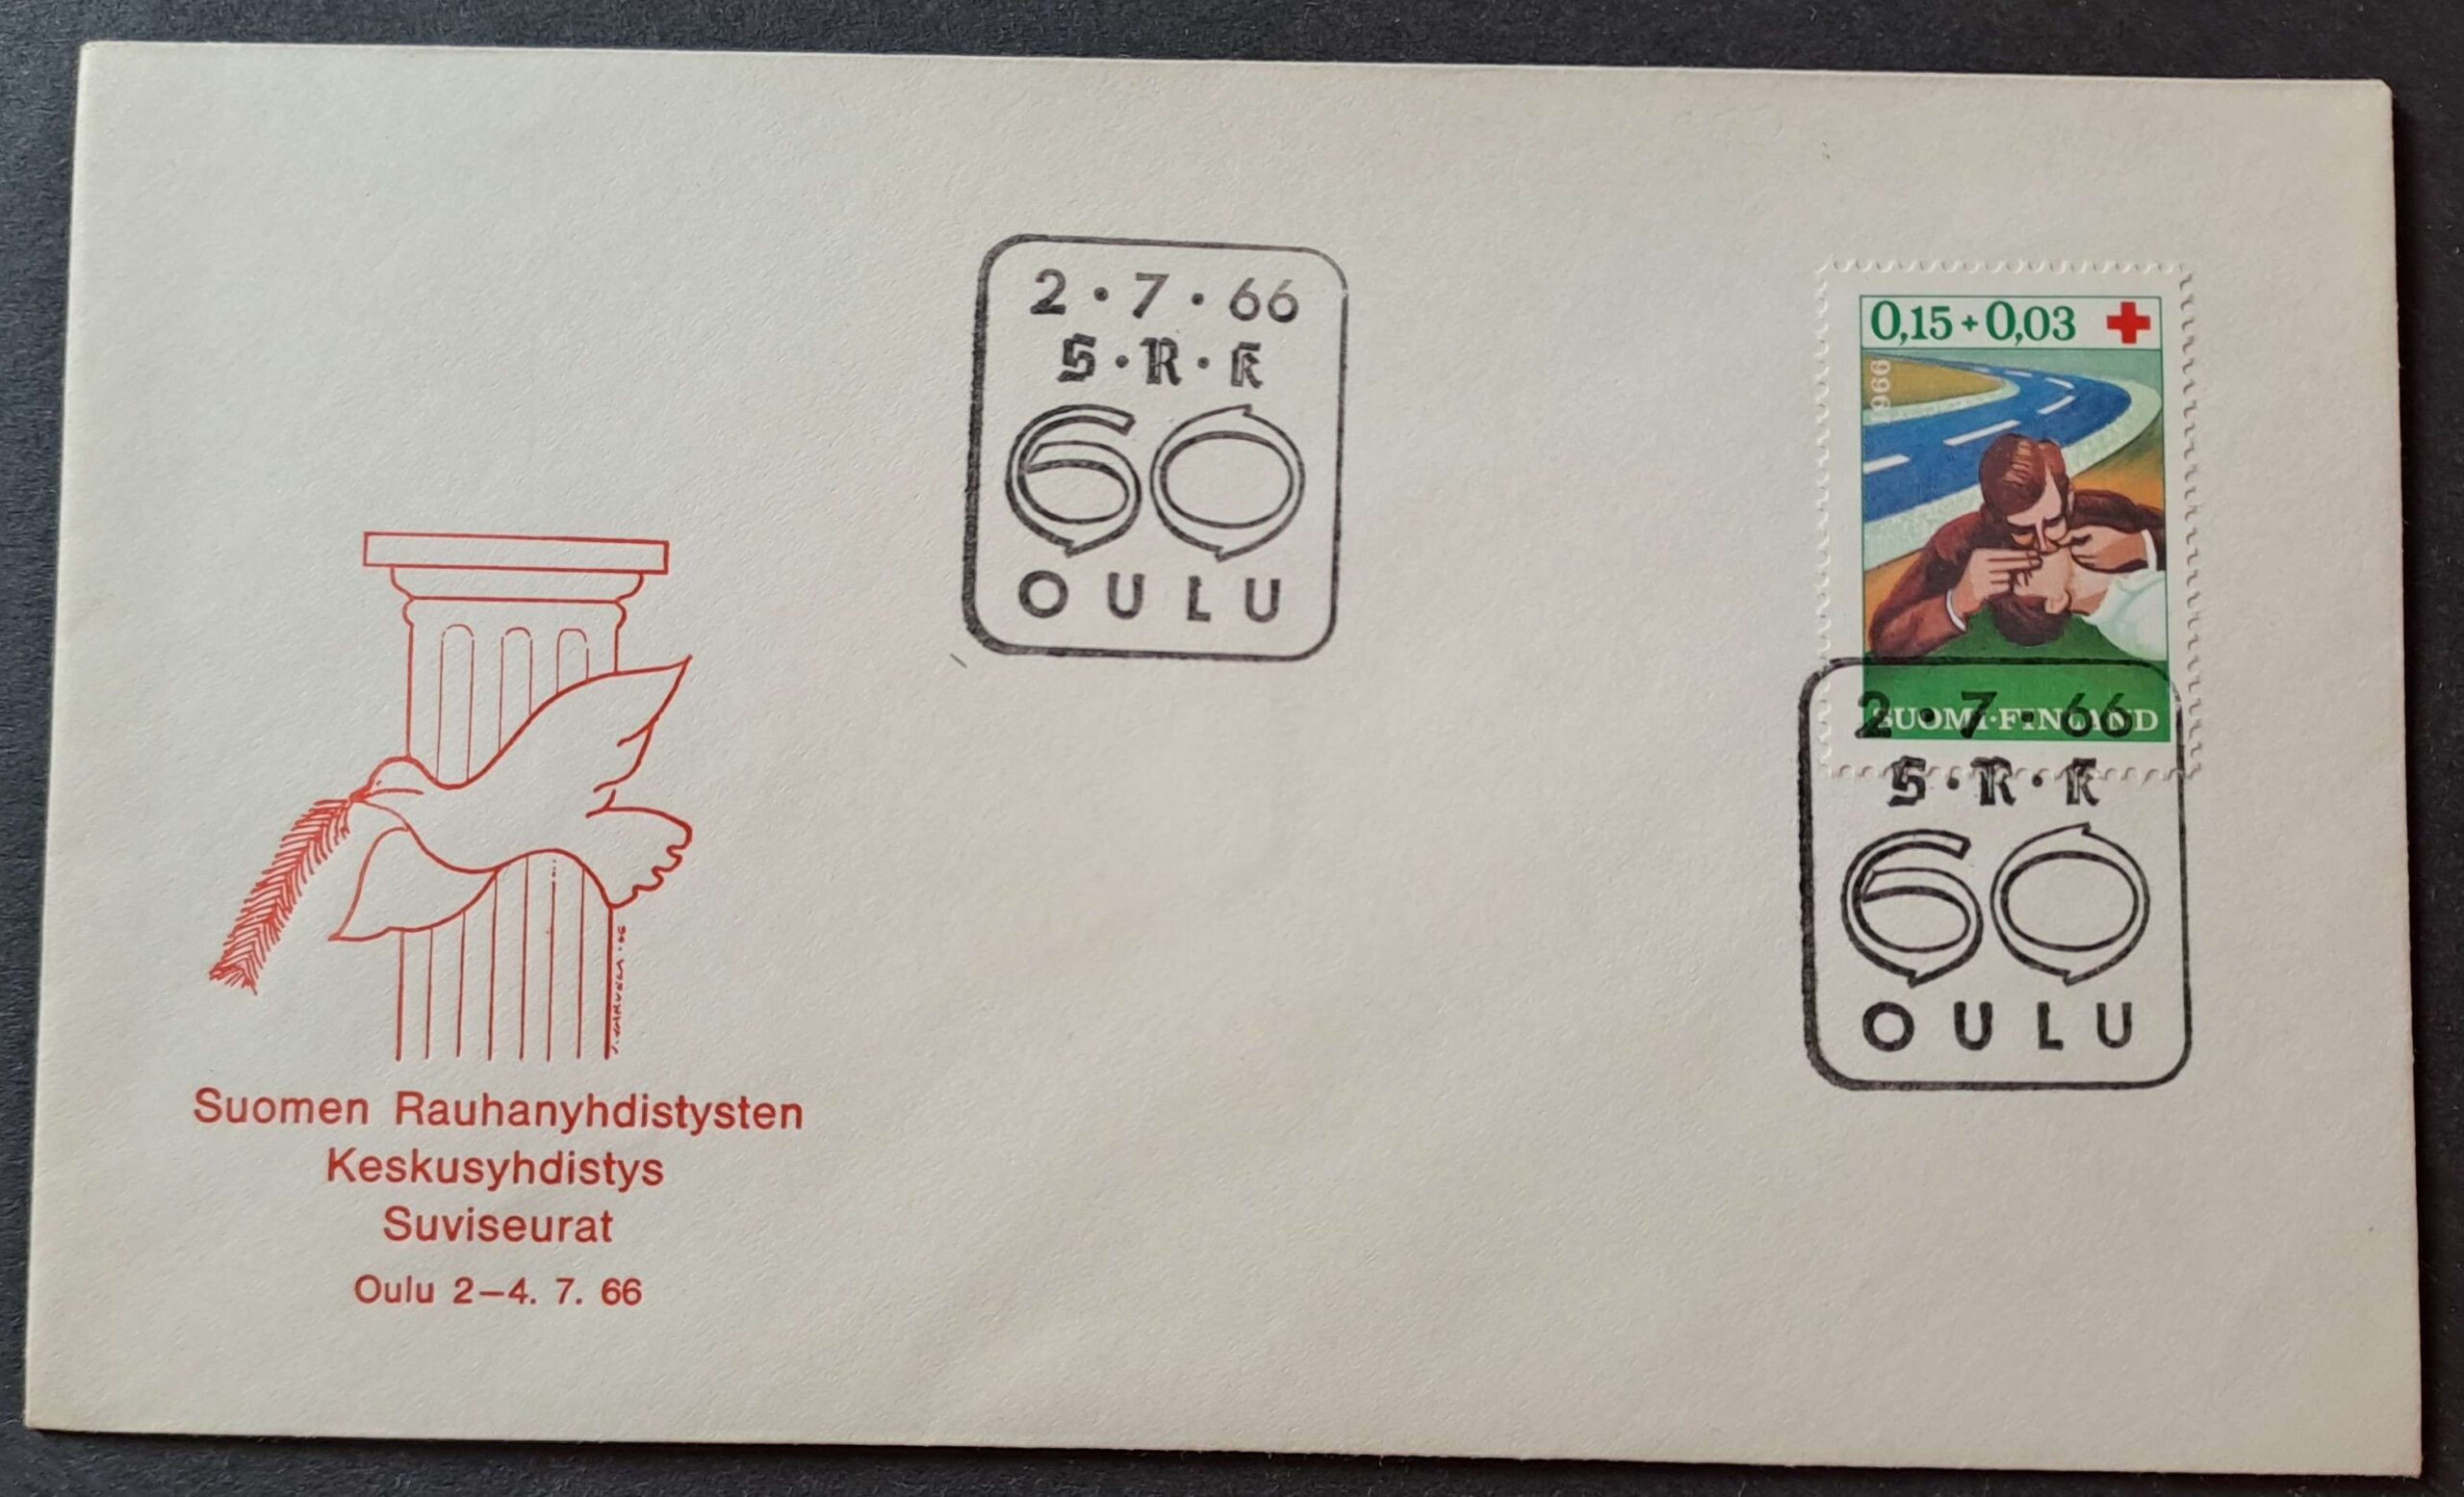 2·7·66
S·R·K
60
OULU
0,15+0,03
1966
SUOMI·FINLAND
2·7·66
S·R·K
60
OULU
Suomen Rauhanyhdistysten
Keskusyhdistys
Suviseurat
Oulu 2–4. 7. 66